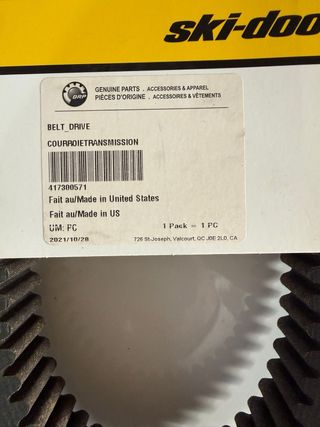 ski-doo
BRP
GENUINE PARTS . ACCESSORIES & APPAREL
PIÈCES D'ORIGINE . ACCESSOIRES & VÊTEMENTS
BELT_DRIVE
COURROIETRANSMISSION
417300571
Fait au/Made in United States
Fait au/Made in US
UM: PC 1 Pack = 1 PC
2021/10/28 726 St-Joseph, Valcourt, QC J0E 2L0, CA